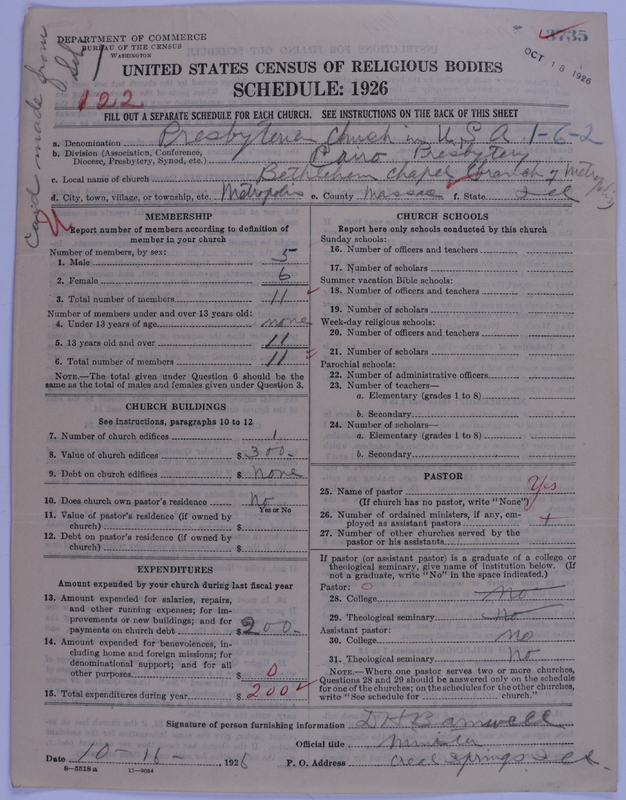 DEPARTMENT OF COMMERCE
BUREAU OF THE CENSUS
WASHINGTON
3735
OCT 18 1926
card made from
Sch
1
122
UNITED STATES CENSUS OF RELIGIOUS BODIES
SCHEDULE: 1926
FILL OUT A SEPARATE SCHEDULE FOR EACH CHURCH. SEE INSTRUCTIONS ON THE BACK OF THIS SHEET
a. Denomination Presbyterian Church in U.S.A 1-6-2
b. Division (Association, Conference, Diocese, Presbytery, Synod, etc.) Cairo Presbytery
c. Local name of church Bethlehem Chapel (branch of Metropolis)
d. City, town, village, or township, etc. Metropolis e. County Massac f. State Ill
MEMBERSHIP
Report number of members according to definition of
member in your church
Number of members, by sex:
1. Male 5
2. Female 6
3. Total number of members 11
Number of members under and over 13 years old:
4. Under 13 years of age none
5. 13 years old and over 11
6. Total number of members 11
NOTE.—The total given under Question 6 should be the
same as the total of males and females given under Question 3.
CHURCH BUILDINGS
See instructions, paragraphs 10 to 12
7. Number of church edifices 1
8. Value of church edifices $ 300-
9. Debt on church edifices $ none
10. Does church own pastor's residence No
Yes or No
11. Value of pastor's residence (if owned by
church) $
12. Debt on pastor's residence (if owned by
church) $
EXPENDITURES
Amount expended by your church during last fiscal year
13. Amount expended for salaries, repairs,
and other running expenses; for im-
provements or new buildings; and for
payments on church debt $ 200-
14. Amount expended for benevolences, in-
cluding home and foreign missions; for
denominational support; and for all
other purposes $ 0
15. Total expenditures during year $ 200
CHURCH SCHOOLS
Report here only schools conducted by this church
Sunday schools:
16. Number of officers and teachers
17. Number of scholars
Summer vacation Bible schools:
18. Number of officers and teachers
19. Number of scholars
Week-day religious schools:
20. Number of officers and teachers
21. Number of scholars
Parochial schools:
22. Number of administrative officers
23. Number of teachers—
a. Elementary (grades 1 to 8)
b. Secondary
24. Number of scholars—
a. Elementary (grades 1 to 8)
b. Secondary
PASTOR
25. Name of pastor Yes
(If church has no pastor, write "None")
26. Number of ordained ministers, if any, em-
ployed as assistant pastors
27. Number of other churches served by the
pastor or his assistants
If pastor (or assistant pastor) is a graduate of a college or
theological seminary, give name of institution below. (If
not a graduate, write "No" in the space indicated.)
Pastor: 0
28. College No
29. Theological seminary No
Assistant pastor:
30. College No
31. Theological seminary No
NOTE.—Where one pastor serves two or more churches,
Questions 28 and 29 should be answered only on the schedule
for one of the churches; on the schedules for the other churches,
write "See schedule for church."
Signature of person furnishing information
Official title Minister
Date 10-16-, 1926 P. O. Address Creal Springs Ill.
8—5518 a 11—9084